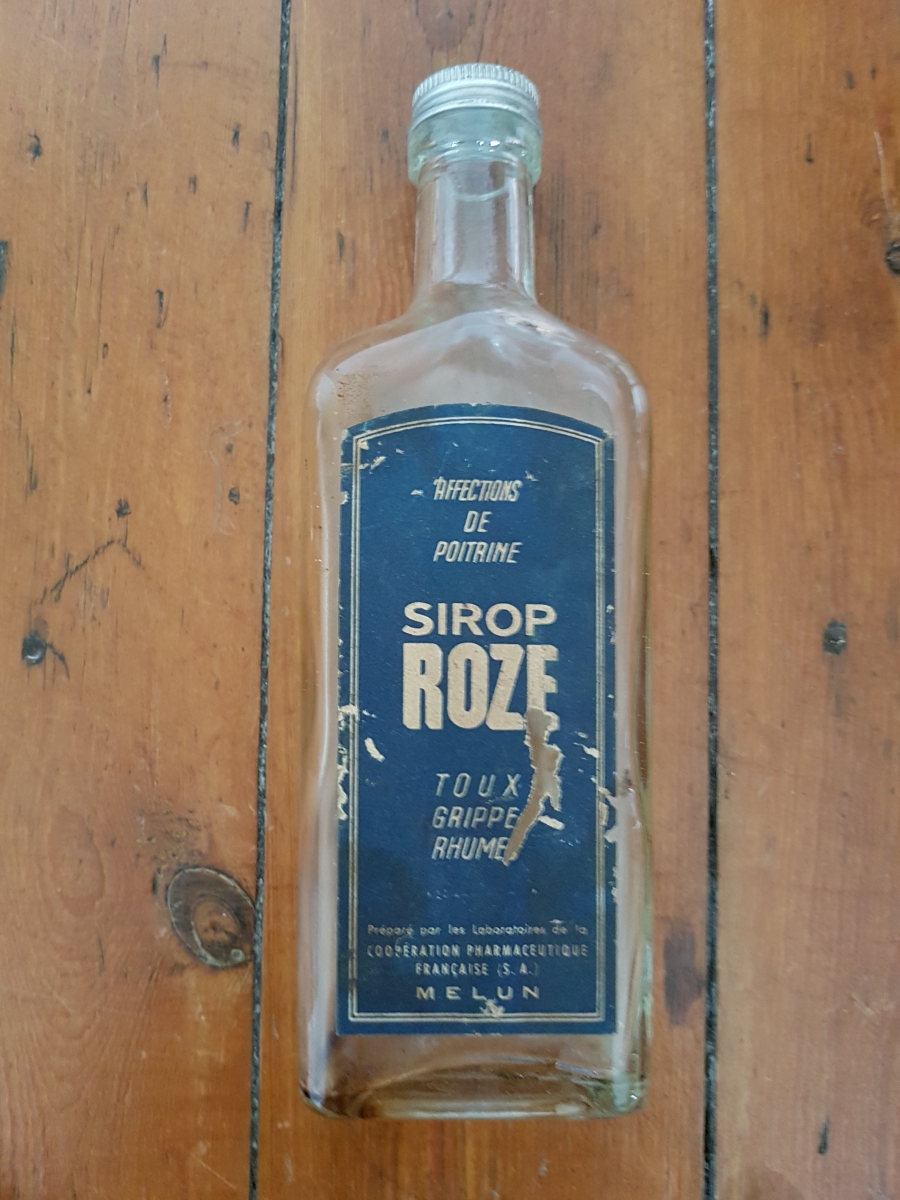 AFFECTIONS
DE
POITRINE
SIROP
ROZE
TOUX
GRIPPE
RHUME
Préparé par les Laboratoires de la
COOPÉRATION PHARMACEUTIQUE
FRANÇAISE (S. A.)
MELUN